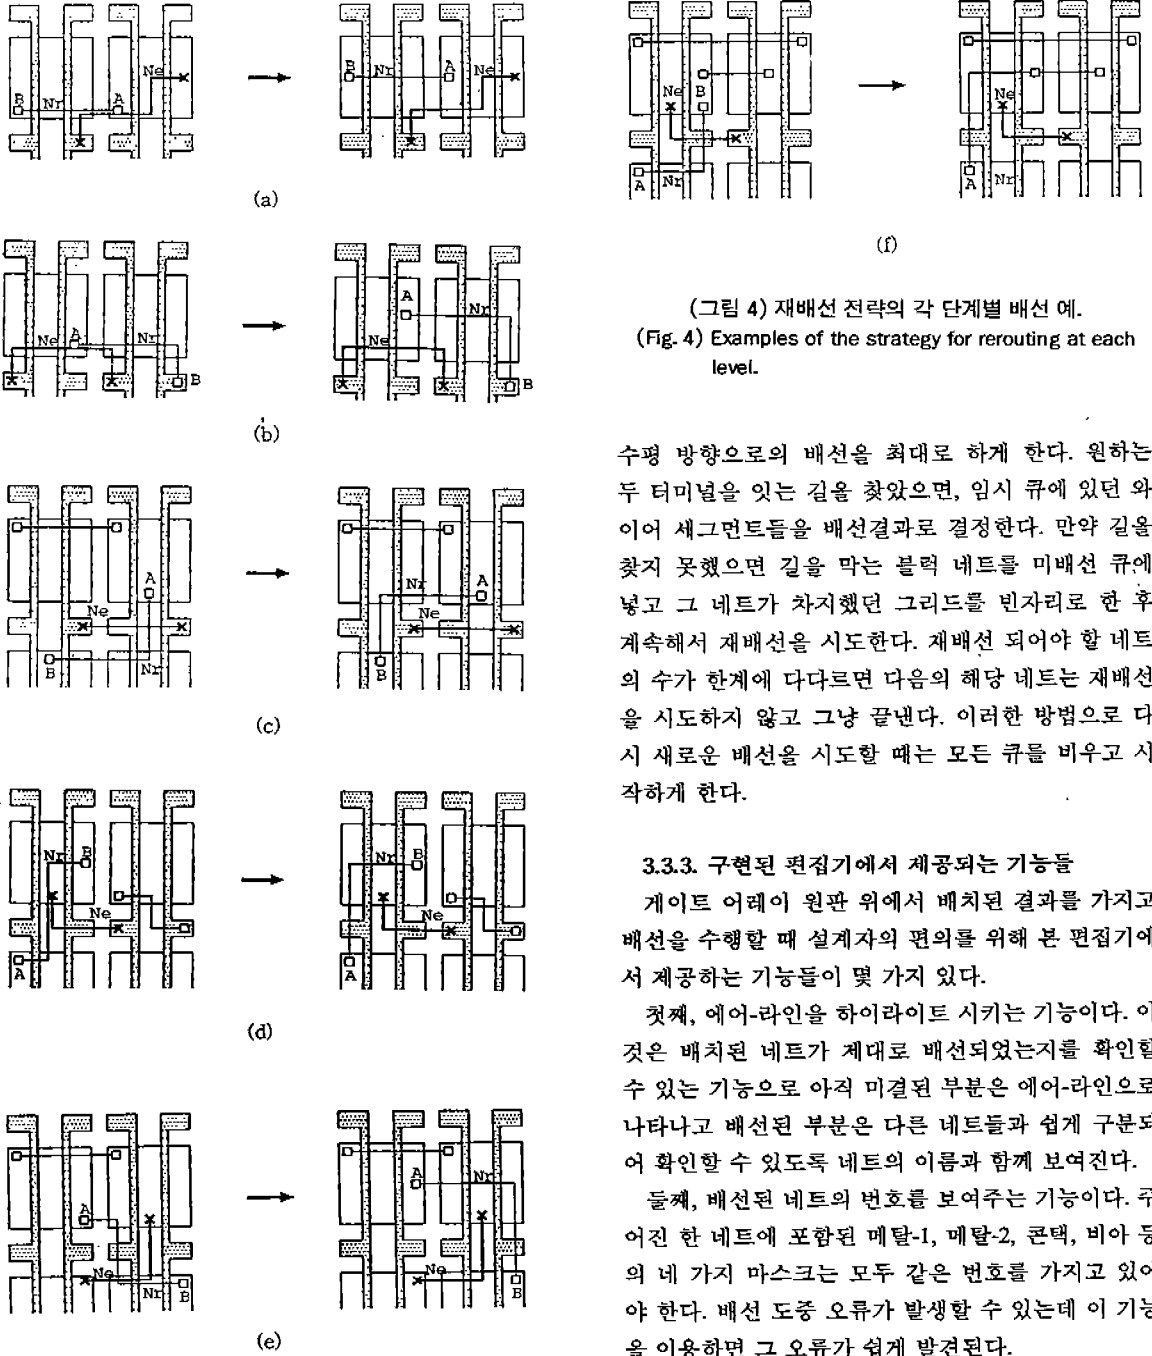 B
Nr
A
Ne
B
Nr
A
Ne
(a)
Ne
A
Nr
B
A
Nr
Ne
B
(b)
A
Ne
B
Nr
Nr
A
Ne
B
(c)
Nr
B
Ne
A
Nr
B
Ne
A
(d)
A
Ne
Nr
B
A
Nr
Ne
B
(e)
Ne
B
A
Nr
Ne
A
Nr
(f)
(그림 4) 재배선 전략의 각 단계별 배선 예.
(Fig. 4) Examples of the strategy for rerouting at each
level.
수평 방향으로의 배선을 최대로 하게 한다. 원하는
두 터미널을 잇는 길을 찾았으면, 임시 큐에 있던 와
이어 세그먼트들을 배선결과로 결정한다. 만약 길을
찾지 못했으면 길을 막는 블럭 네트를 미배선 큐에
넣고 그 네트가 차지했던 그리드를 빈자리로 한 후
계속해서 재배선을 시도한다. 재배선 되어야 할 네트
의 수가 한계에 다다르면 다음의 해당 네트는 재배선
을 시도하지 않고 그냥 끝낸다. 이러한 방법으로 다
시 새로운 배선을 시도할 때는 모든 큐를 비우고 시
작하게 한다.
3.3.3. 구현된 편집기에서 제공되는 기능들
게이트 어레이 원판 위에서 배치된 결과를 가지고
배선을 수행할 때 설계자의 편의를 위해 본 편집기에
서 제공하는 기능들이 몇 가지 있다.
첫째, 에어-라인을 하이라이트 시키는 기능이다. 이
것은 배치된 네트가 제대로 배선되었는지를 확인할
수 있는 기능으로 아직 미결된 부분은 에어-라인으로
나타나고 배선된 부분은 다른 네트들과 쉽게 구분되
어 확인할 수 있도록 네트의 이름과 함께 보여진다.
둘째, 배선된 네트의 번호를 보여주는 기능이다. 주
어진 한 네트에 포함된 메탈-1, 메탈-2, 콘택, 비아 등
의 네 가지 마스크는 모두 같은 번호를 가지고 있어
야 한다. 배선 도중 오류가 발생할 수 있는데 이 기능
을 이용하면 그 오류가 쉽게 발견된다.